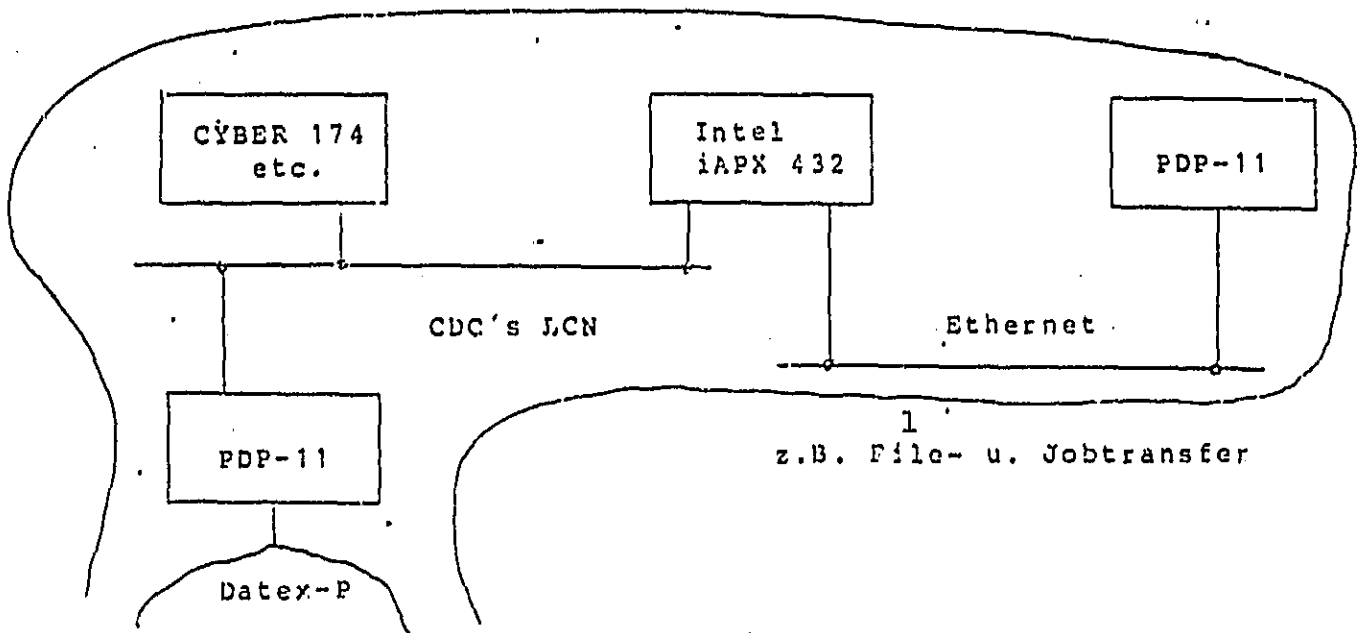 CYBER 174
etc.
Intel
iAPX 432
PDP-11
CDC's LCN
Ethernet
PDP-11
1
z.B. File- u. Jobtransfer
Datex-P